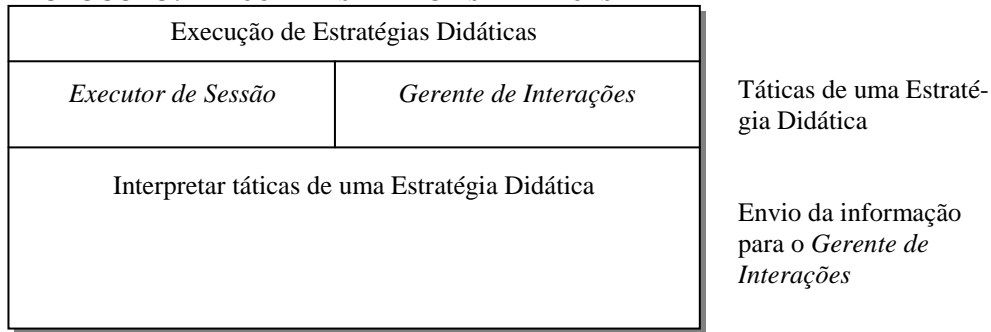 Execução de Estratégias Didáticas
Executor de Sessão
Gerente de Interações
Interpretar táticas de uma Estratégia Didática
Táticas de uma Estraté-
gia Didática
Envio da informação
para o Gerente de
Interações